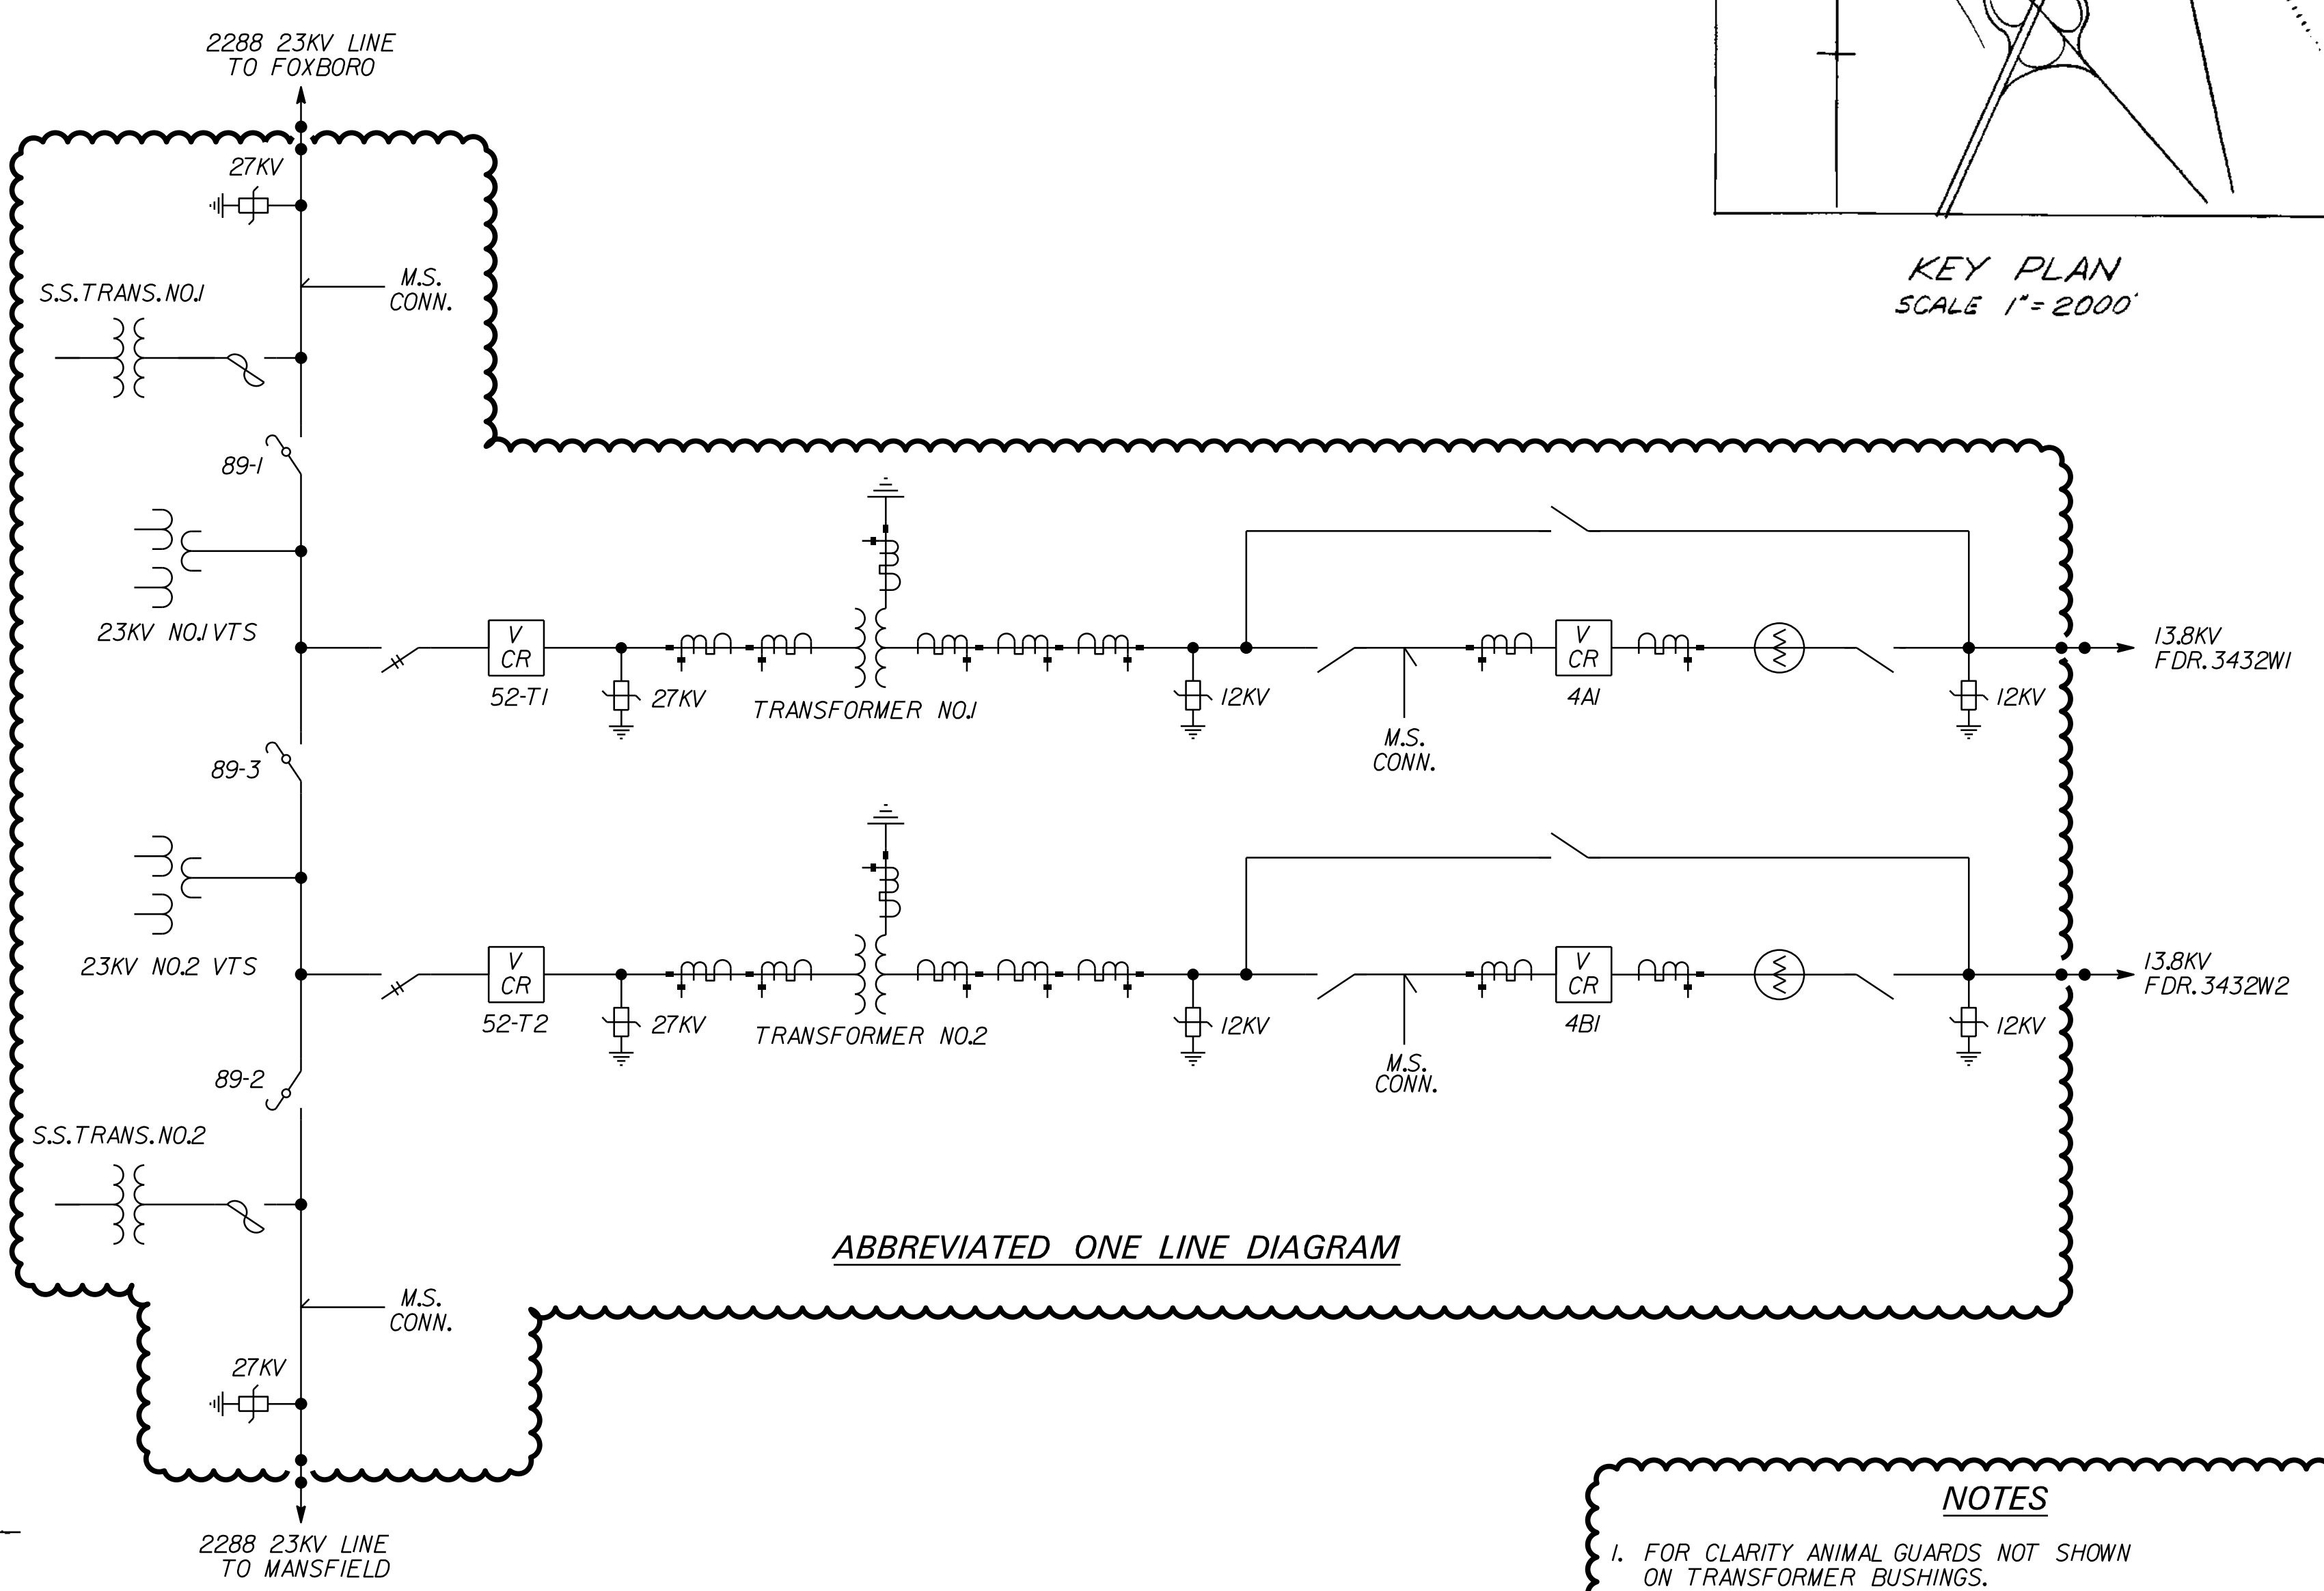 2288 23KV LINE
TO FOXBORO
27KV
M.S.
CONN.
S.S.TRANS.NO.1
89-1
23KV NO.1 VTS
V
CR
52-T1
27KV
TRANSFORMER NO.1
12KV
M.S.
CONN.
V
CR
4A1
12KV
13.8KV
FDR.3432W1
89-3
23KV NO.2 VTS
V
CR
52-T2
27KV
TRANSFORMER NO.2
12KV
M.S.
CONN.
V
CR
4B1
12KV
13.8KV
FDR.3432W2
89-2
S.S.TRANS.NO.2
M.S.
CONN.
27KV
2288 23KV LINE
TO MANSFIELD
ABBREVIATED ONE LINE DIAGRAM
KEY PLAN
SCALE 1"=2000'
NOTES
1. FOR CLARITY ANIMAL GUARDS NOT SHOWN
ON TRANSFORMER BUSHINGS.